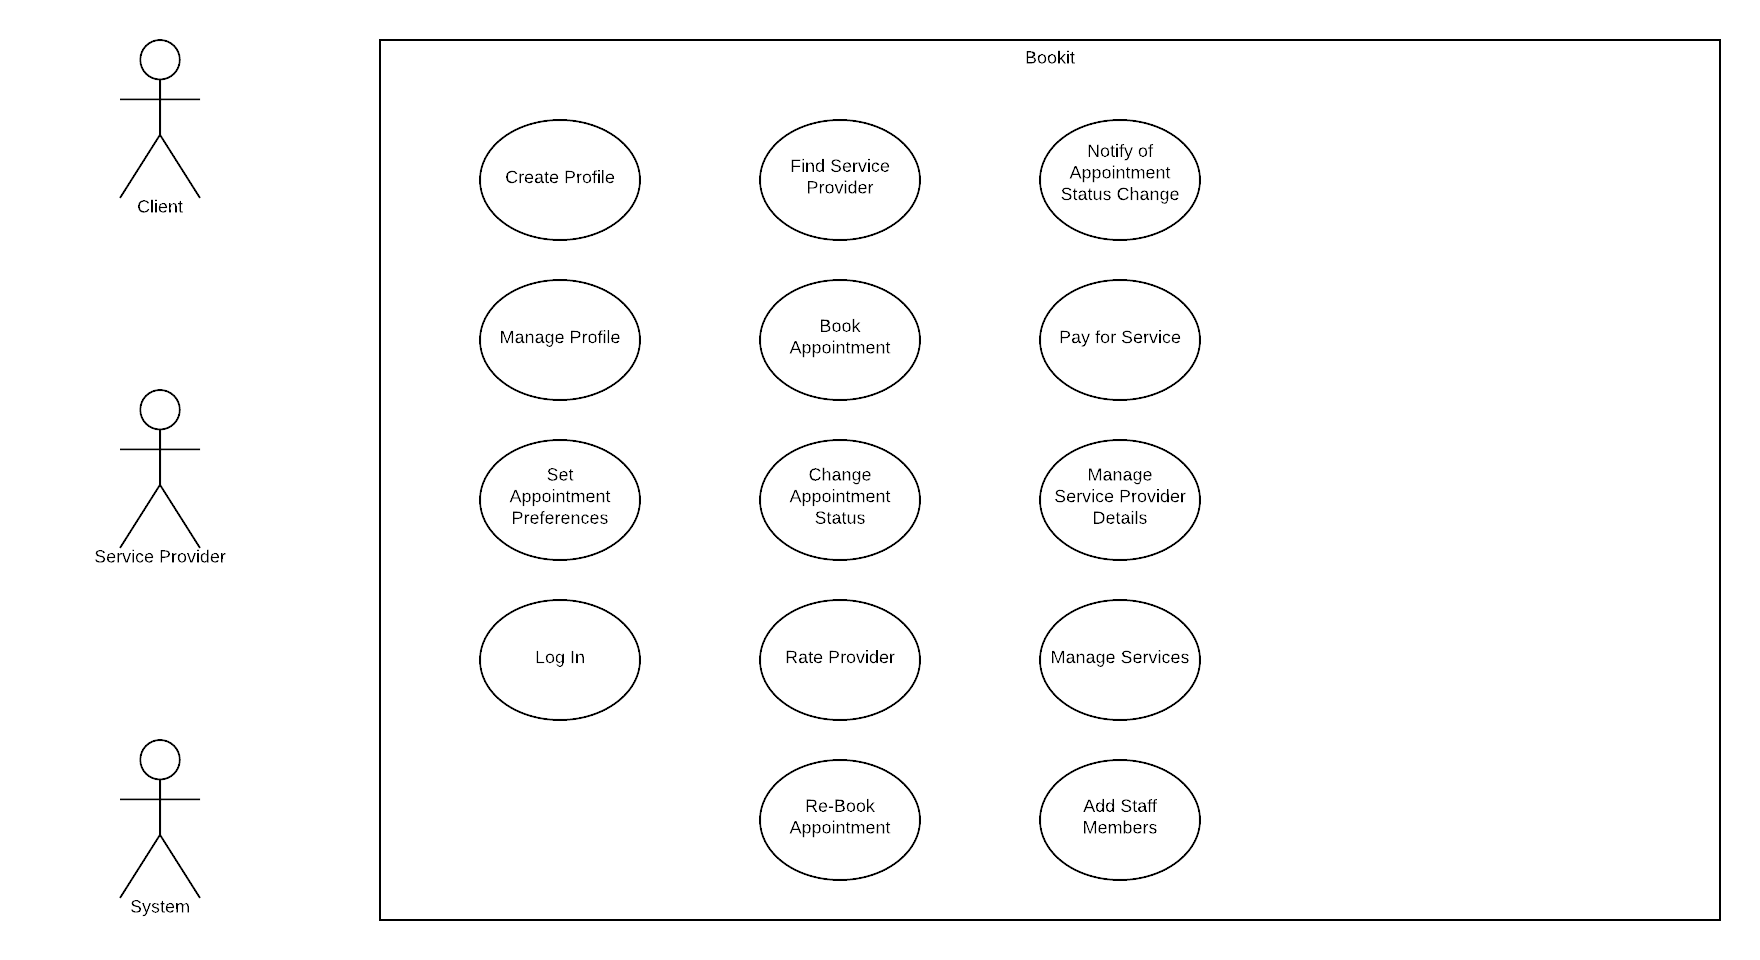 Bookit
Client
Service Provider
System
Create Profile
Manage Profile
Set
Appointment
Preferences
Log In
Find Service
Provider
Book
Appointment
Change
Appointment
Status
Rate Provider
Re-Book
Appointment
Notify of
Appointment
Status Change
Pay for Service
Manage
Service Provider
Details
Manage Services
Add Staff
Members